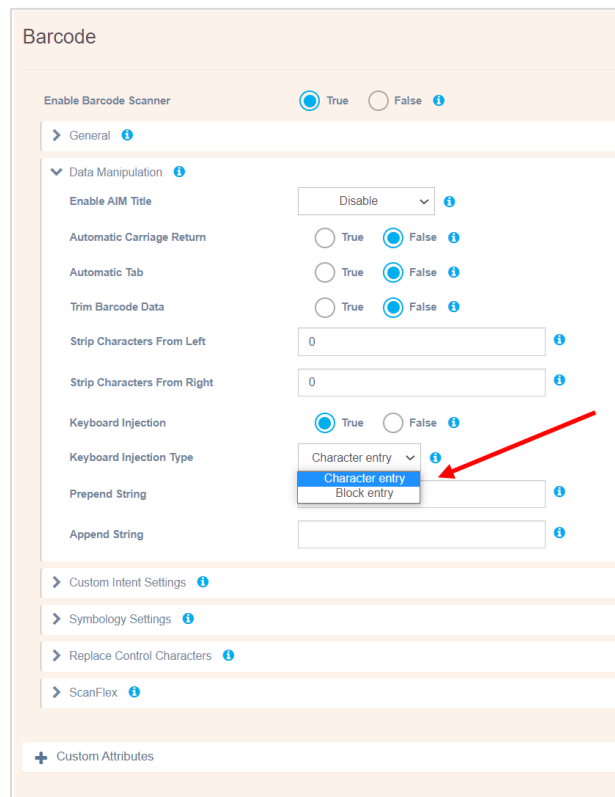 Barcode
Enable Barcode Scanner True False
General
Data Manipulation
Enable AIM Title Disable
Automatic Carriage Return True False
Automatic Tab True False
Trim Barcode Data True False
Strip Characters From Left 0
Strip Characters From Right 0
Keyboard Injection True False
Keyboard Injection Type Character entry
Character entry
Prepend String Block entry
Append String
Custom Intent Settings
Symbology Settings
Replace Control Characters
ScanFlex
Custom Attributes